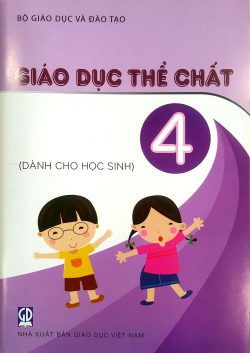 BỘ GIÁO DỤC VÀ ĐÀO TẠO
GIÁO DỤC THỂ CHẤT
4
(DÀNH CHO HỌC SINH)
GD
NHÀ XUẤT BẢN GIÁO DỤC VIỆT NAM